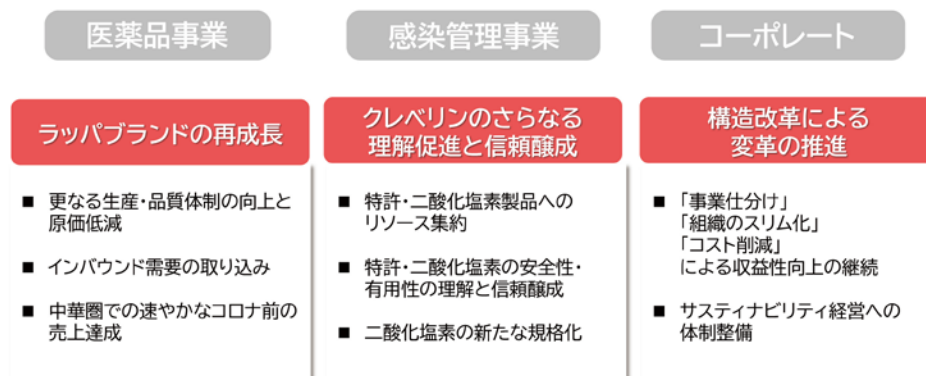 医薬品事業
感染管理事業
コーポレート
ラッパブランドの再成長
■ 更なる生産・品質体制の向上と
原価低減
■ インバウンド需要の取り込み
■ 中華圏での速やかなコロナ前の
売上達成
クレベリンのさらなる
理解促進と信頼醸成
■ 特許・二酸化塩素製品への
リソース集約
■ 特許・二酸化塩素の安全性・
有用性の理解と信頼醸成
■ 二酸化塩素の新たな規格化
構造改革による
変革の推進
■ 「事業仕分け」
「組織のスリム化」
「コスト削減」
による収益性向上の継続
■ サスティナビリティ経営への
体制整備